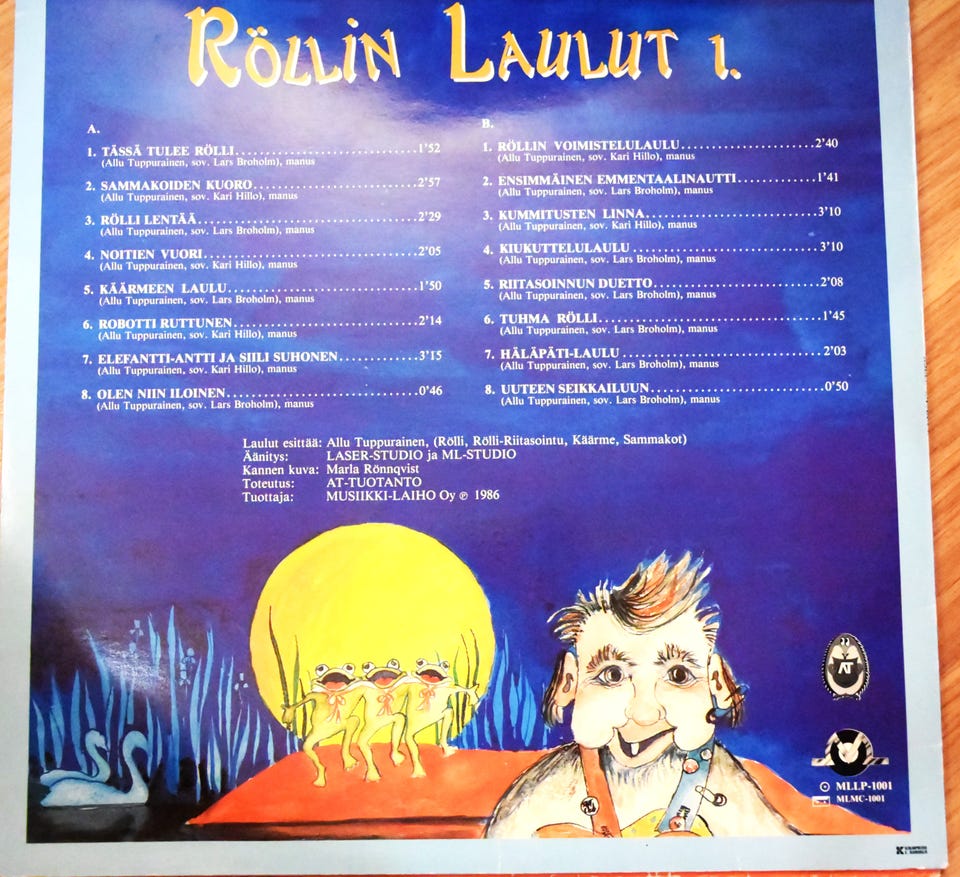 RÖLLIN LAULUT 1.
A.
1. TÄSSÄ TULEE RÖLLI 1'52
(Allu Tuppurainen, sov. Lars Broholm), manus
2. SAMMAKOIDEN KUORO 2'57
(Allu Tuppurainen, sov. Kari Hillo), manus
3. RÖLLI LENTÄÄ 2'29
(Allu Tuppurainen, sov. Lars Broholm), manus
4. NOITIEN VUORI 2'05
(Allu Tuppurainen, sov. Kari Hillo), manus
5. KÄÄRMEEN LAULU 1'50
(Allu Tuppurainen, sov. Lars Broholm), manus
6. ROBOTTI RUTTUNEN 2'14
(Allu Tuppurainen, sov. Kari Hillo), manus
7. ELEFANTTI-ANTTI JA SIILI SUHONEN 3'15
(Allu Tuppurainen, sov. Kari Hillo), manus
8. OLEN NIIN ILOINEN 0'46
(Allu Tuppurainen, sov. Lars Broholm), manus
B.
1. RÖLLIN VOIMISTELULAULU 2'40
(Allu Tuppurainen, sov. Kari Hillo), manus
2. ENSIMMÄINEN EMMENTAALINAUTTI 1'41
(Allu Tuppurainen, sov. Lars Broholm), manus
3. KUMMITUSTEN LINNA 3'10
(Allu Tuppurainen, sov. Kari Hillo), manus
4. KIUKUTTELULAULU 3'10
(Allu Tuppurainen, sov. Lars Broholm), manus
5. RIITASOINNUN DUETTO 2'08
(Allu Tuppurainen, sov. Lars Broholm), manus
6. TUHMA RÖLLI 1'45
(Allu Tuppurainen, sov. Lars Broholm), manus
7. HÄLÄPÄTI-LAULU 2'03
(Allu Tuppurainen, sov. Lars Broholm), manus
8. UUTEEN SEIKKAILUUN 0'50
(Allu Tuppurainen, sov. Lars Broholm), manus
Laulut esittää: Allu Tuppurainen, (Rölli, Rölli-Riitasointu, Käärme, Sammakot)
Äänitys: LASER-STUDIO ja ML-STUDIO
Kannen kuva: Marla Rönnqvist
Toteutus: AT-TUOTANTO
Tuottaja: MUSIIKKI-LAIHO Oy ℗ 1986
AT
MLLP-1001
MLMC-1001